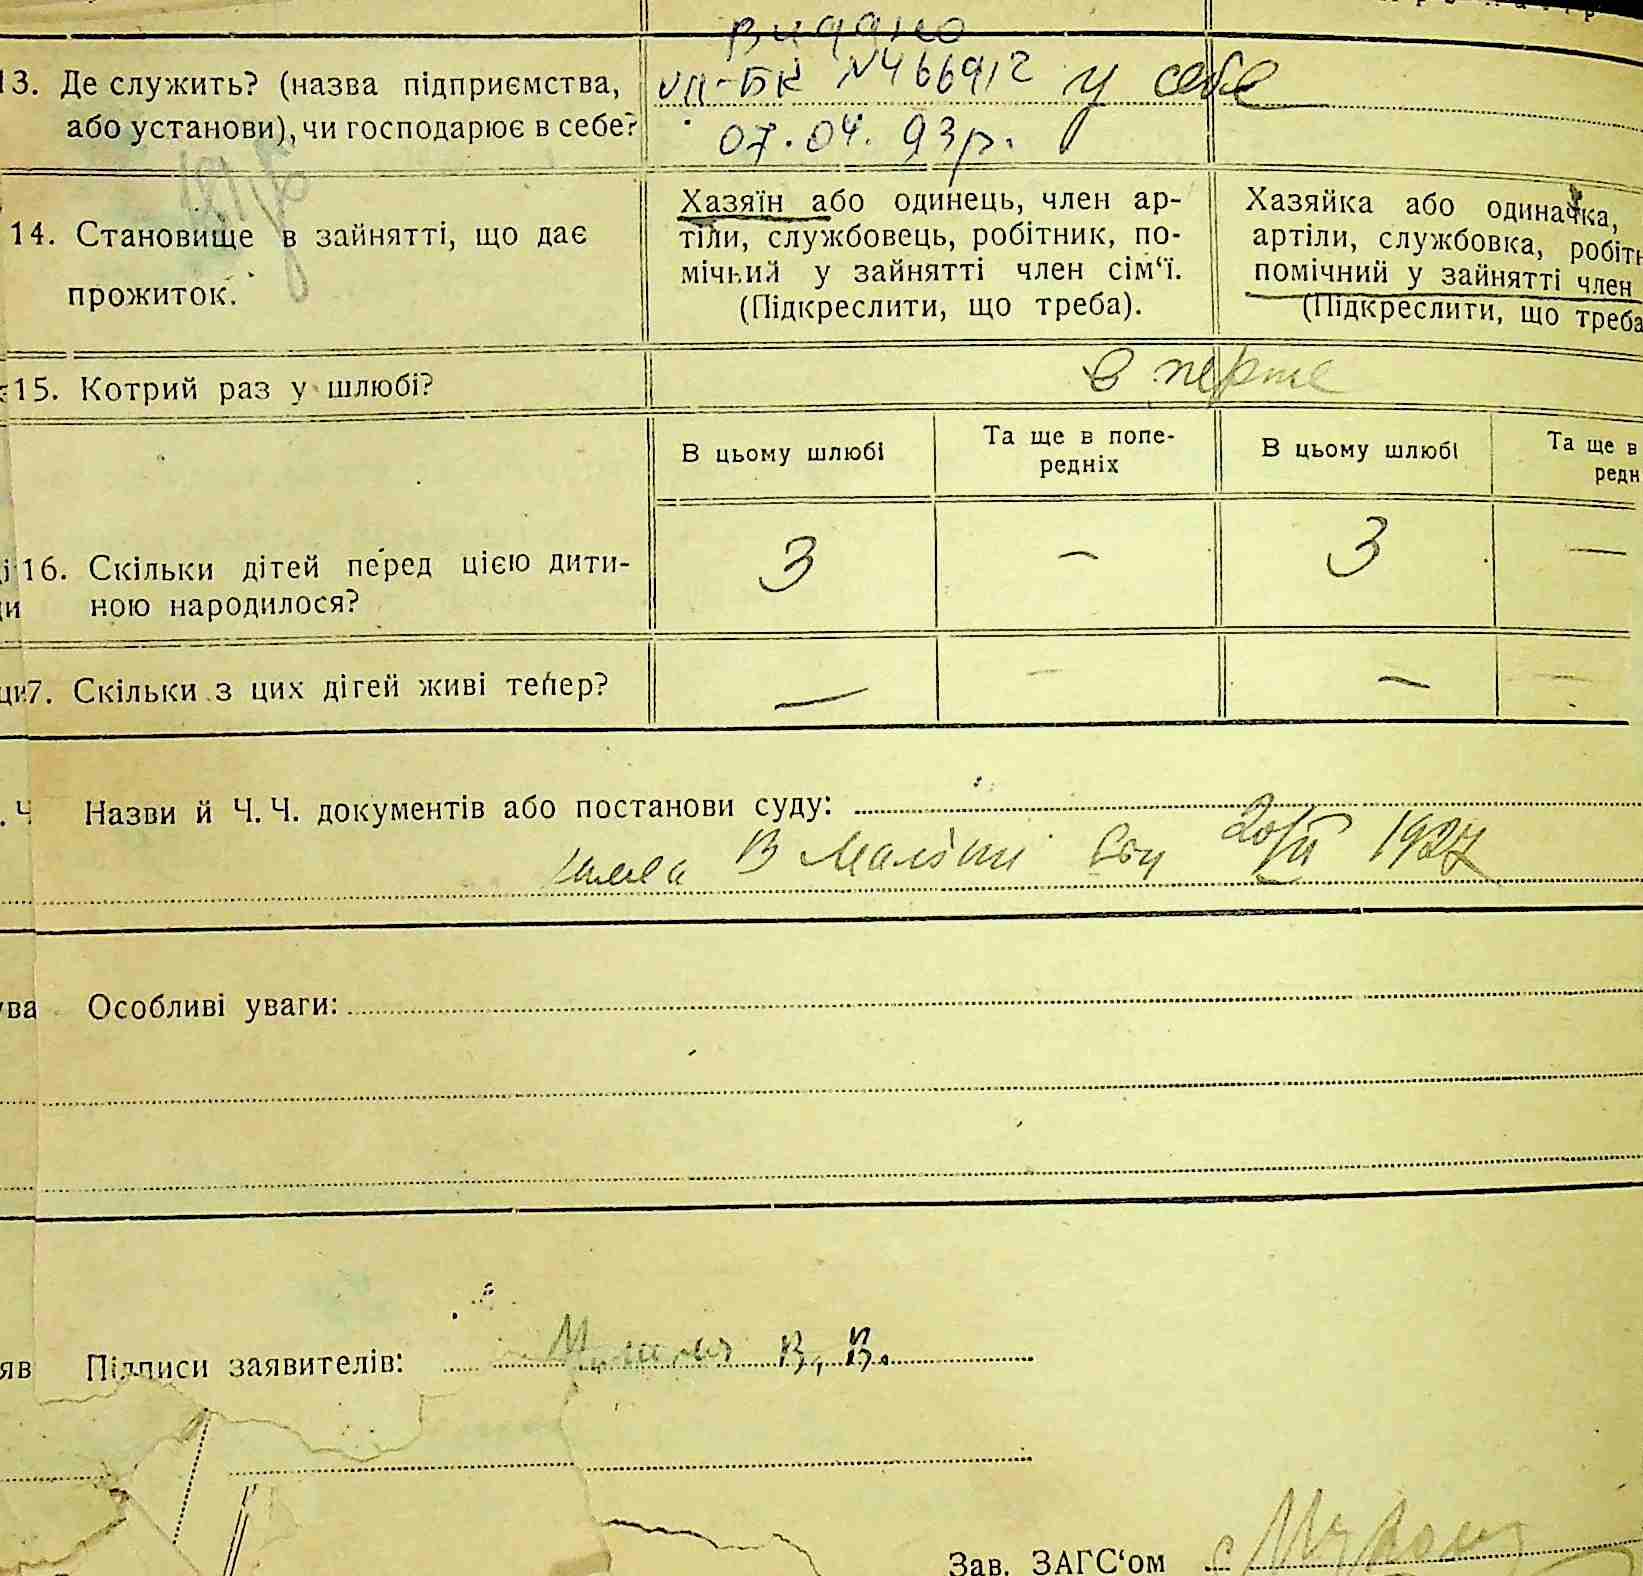 видано
13. Де служить? (назва підприємства, або установи), чи господарює в себе?
УП-БК №466912 у себе
07.04.93р.
14. Становище в зайнятті, що дає прожиток.
Хазяїн або одинець, член ар-
тіли, службовець, робітник, по-
мічний у зайнятті член сім‘ї.
(Підкреслити, що треба).
Хазяйка або одиначка,
артіли, службовка, робітн
помічний у зайнятті член
(Підкреслити, що треба
15. Котрий раз у шлюбі?
в перше
В цьому шлюбі
Та ще в попе-
редніх
В цьому шлюбі
Та ще в
редн
16. Скільки дітей перед цією дити-
ною народилося?
3 — 3 —
7. Скільки з цих дітей живі тепер?
— — — —
Назви й Ч. Ч. документів або постанови суду:
В 1927
Особливі уваги:
Підписи заявителів:
В. В.
Зав. ЗАГС‘ом